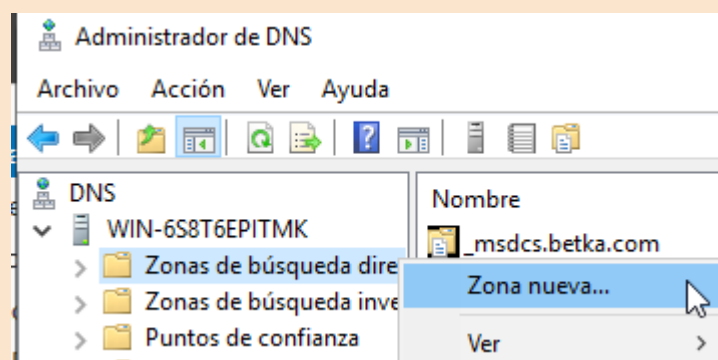 Administrador de DNS
Archivo Acción Ver Ayuda
DNS
Nombre
WIN-6S8T6EPITMK
_msdcs.betka.com
Zonas de búsqueda dire
Zona nueva...
Zonas de búsqueda inve
Puntos de confianza
Ver